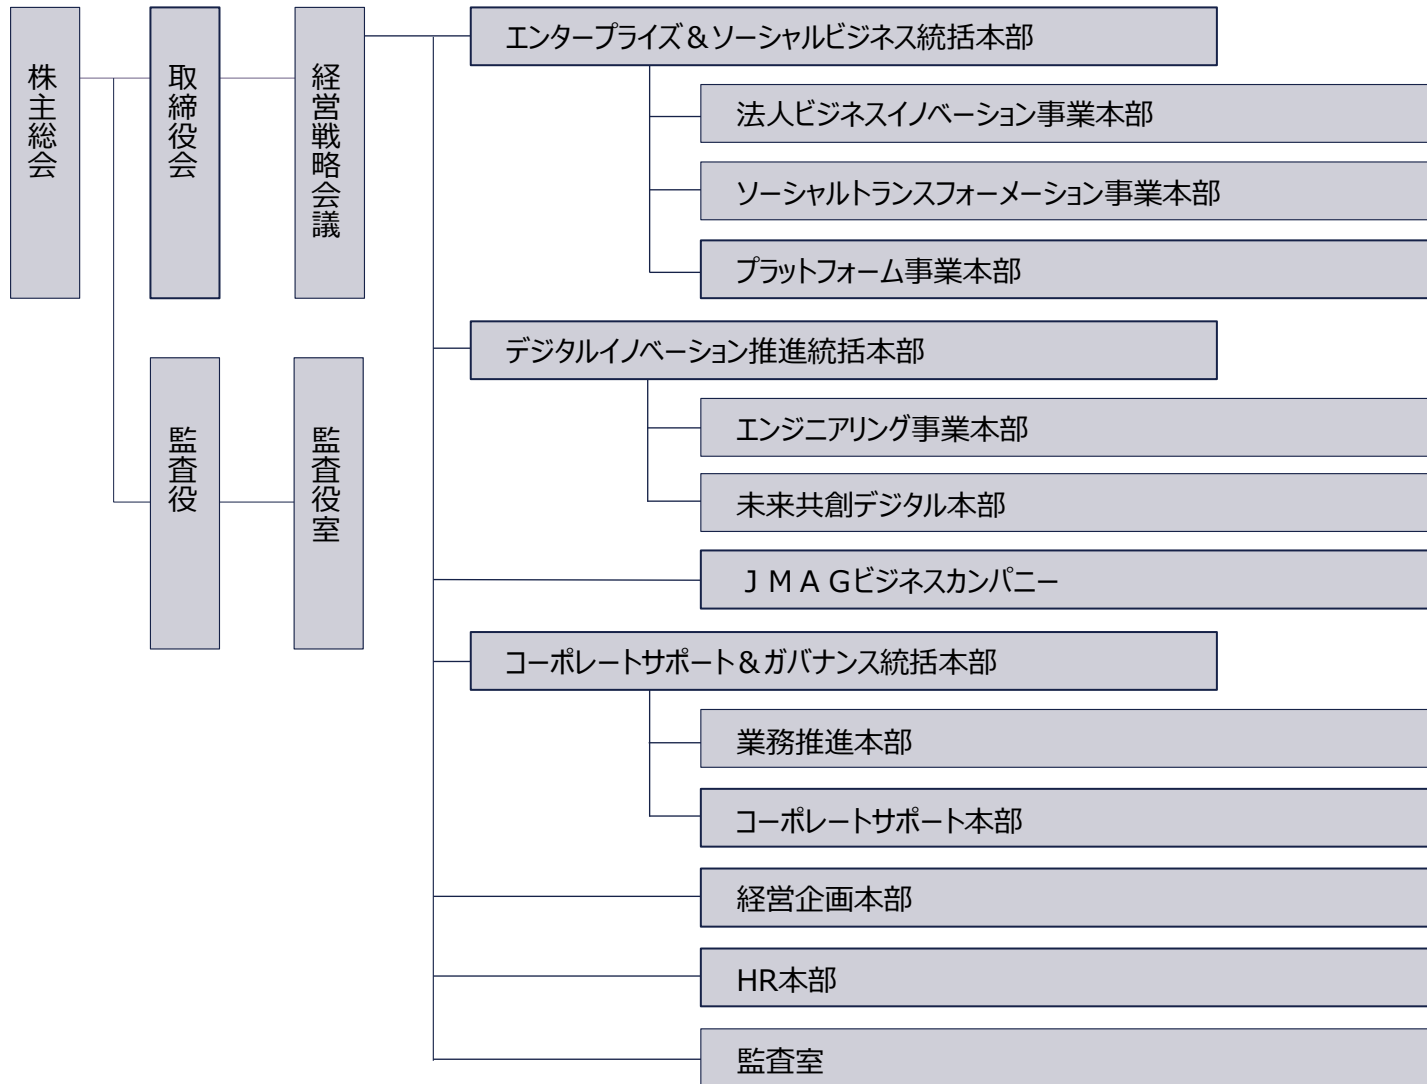 株主総会
取締役会
経営戦略会議
監査役
監査役室
エンタープライズ＆ソーシャルビジネス統括本部
法人ビジネスイノベーション事業本部
ソーシャルトランスフォーメーション事業本部
プラットフォーム事業本部
デジタルイノベーション推進統括本部
エンジニアリング事業本部
未来共創デジタル本部
ＪＭＡＧビジネスカンパニー
コーポレートサポート＆ガバナンス統括本部
業務推進本部
コーポレートサポート本部
経営企画本部
HR本部
監査室